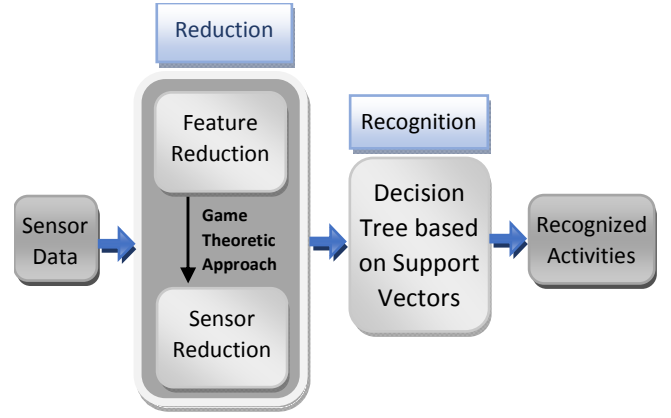 Reduction
Feature
Reduction
Game
Theoretic
Approach
Sensor
Reduction
Sensor
Data
Recognition
Decision
Tree based
on Support
Vectors
Recognized
Activities